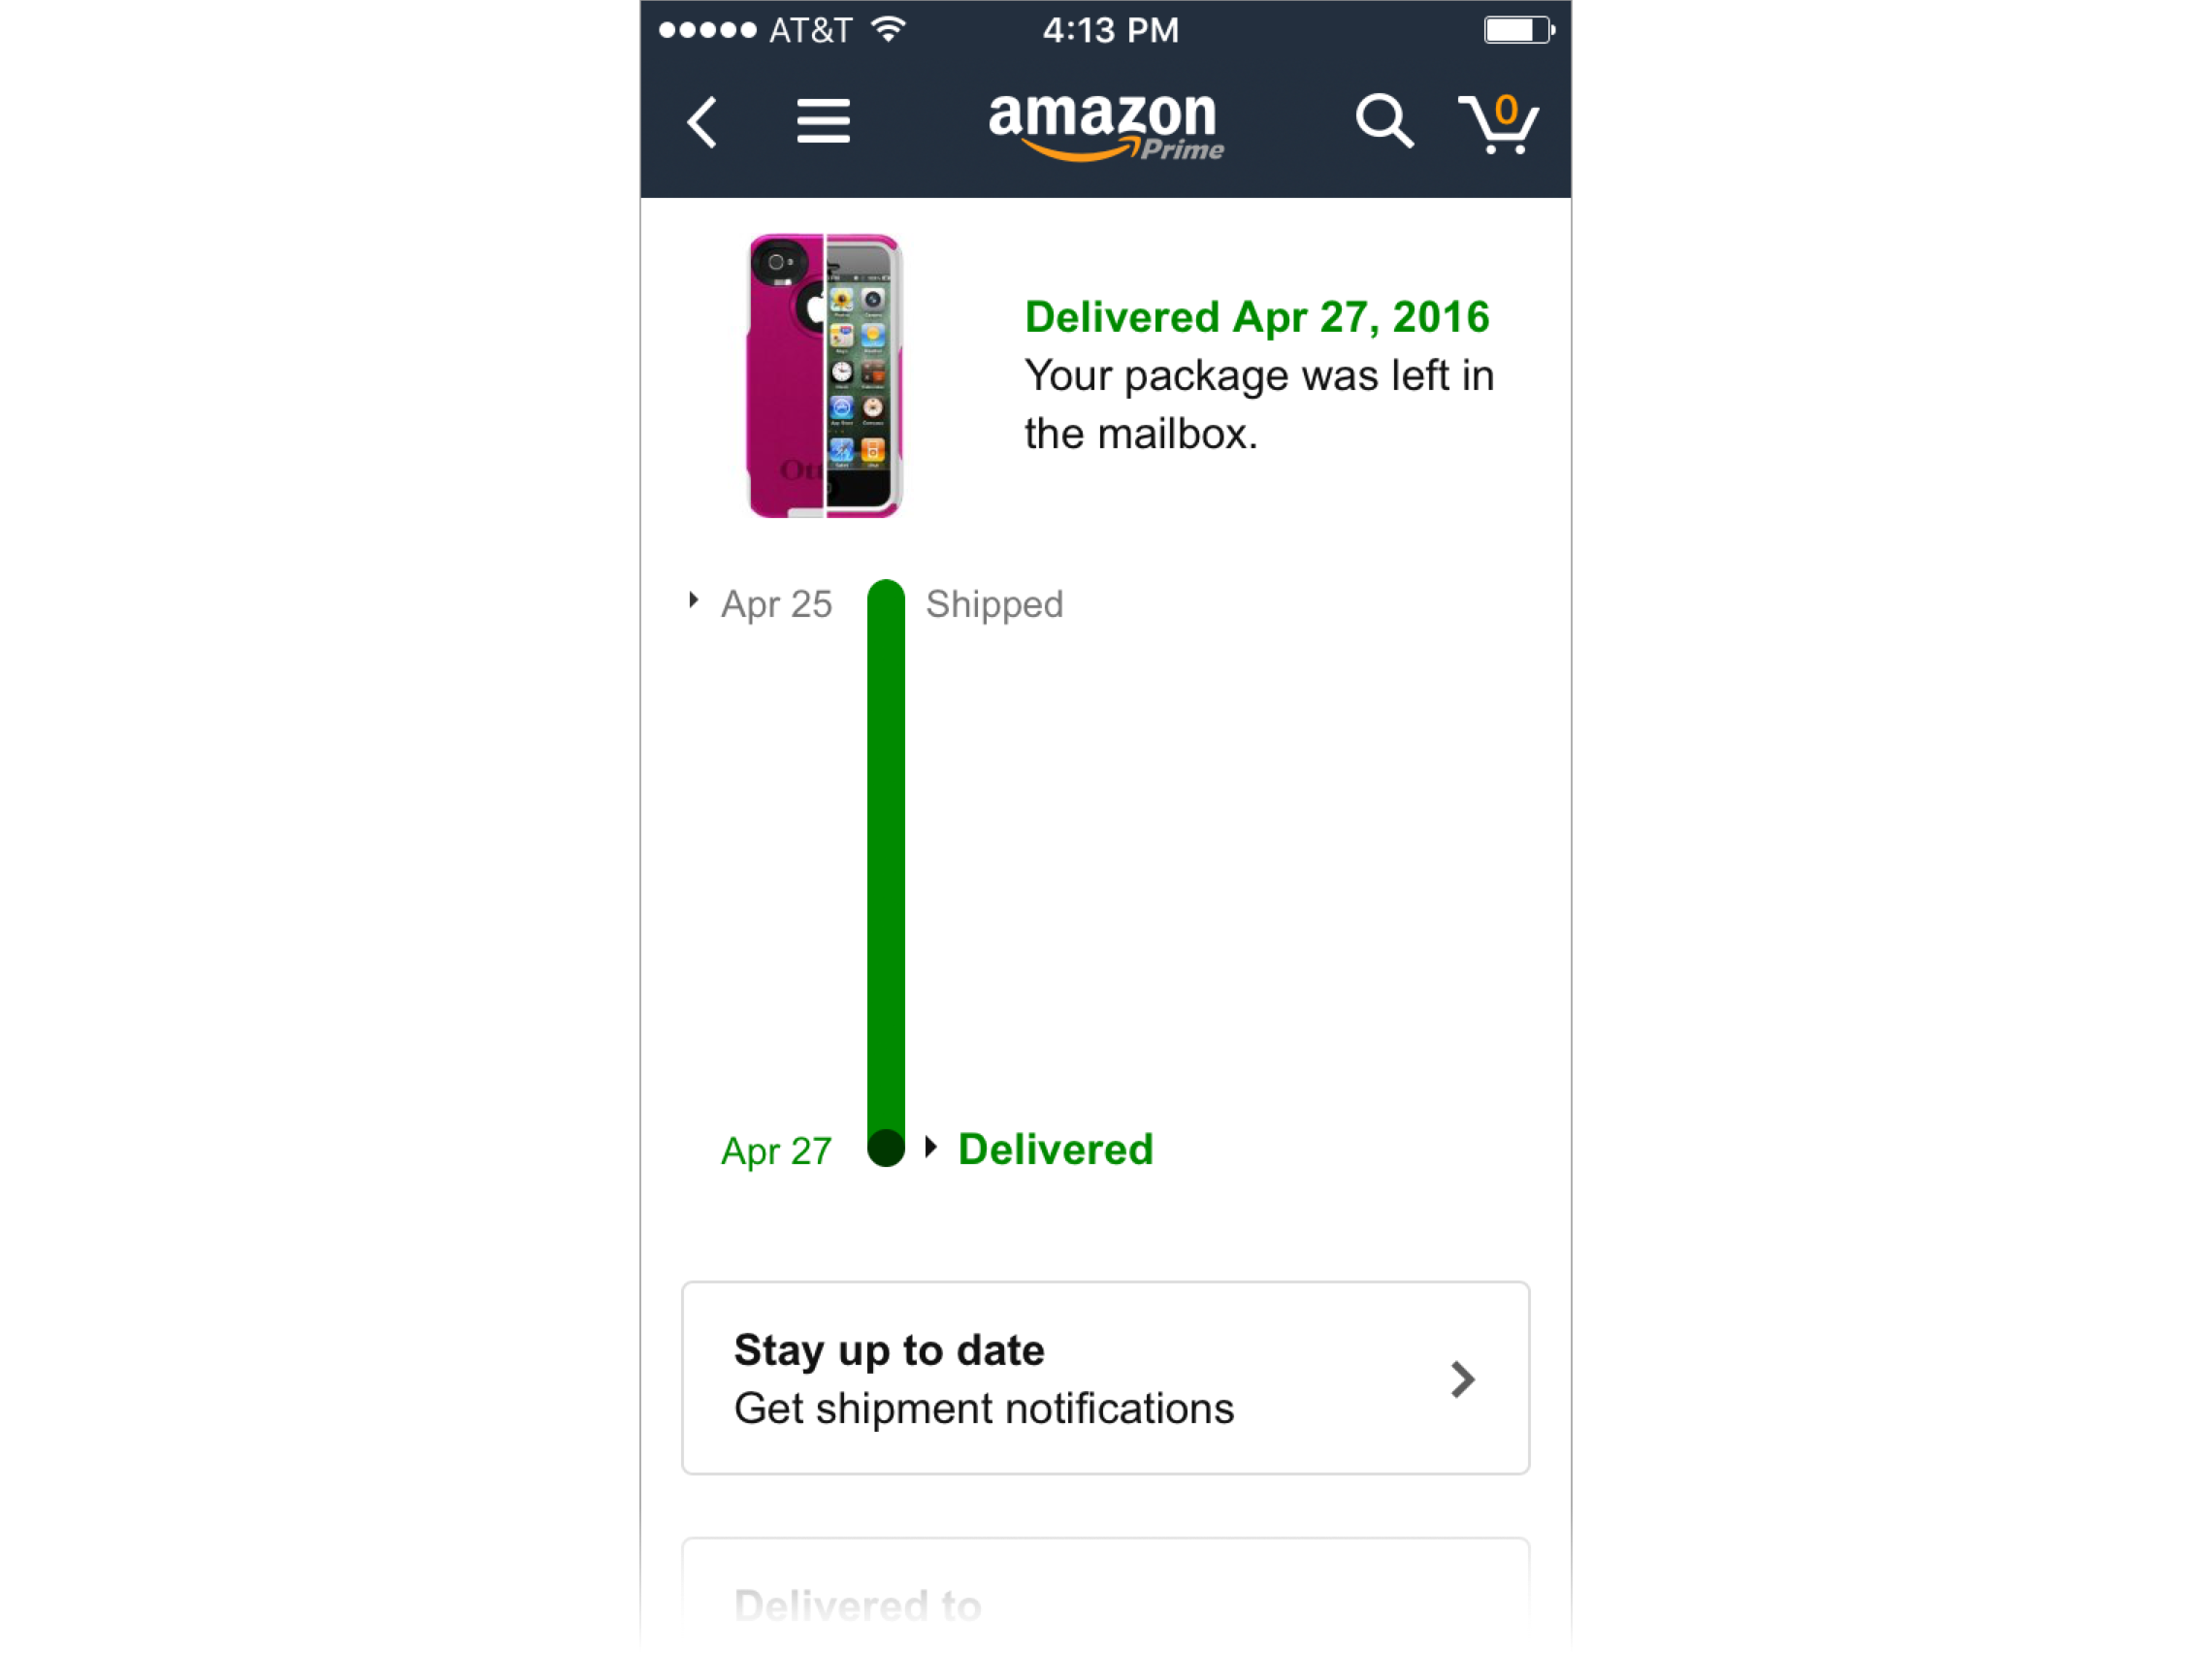 AT&T 4:13 PM
amazon Prime 0
Delivered Apr 27, 2016
Your package was left in
the mailbox.
Apr 25 Shipped
Apr 27 Delivered
Stay up to date
Get shipment notifications
Delivered to